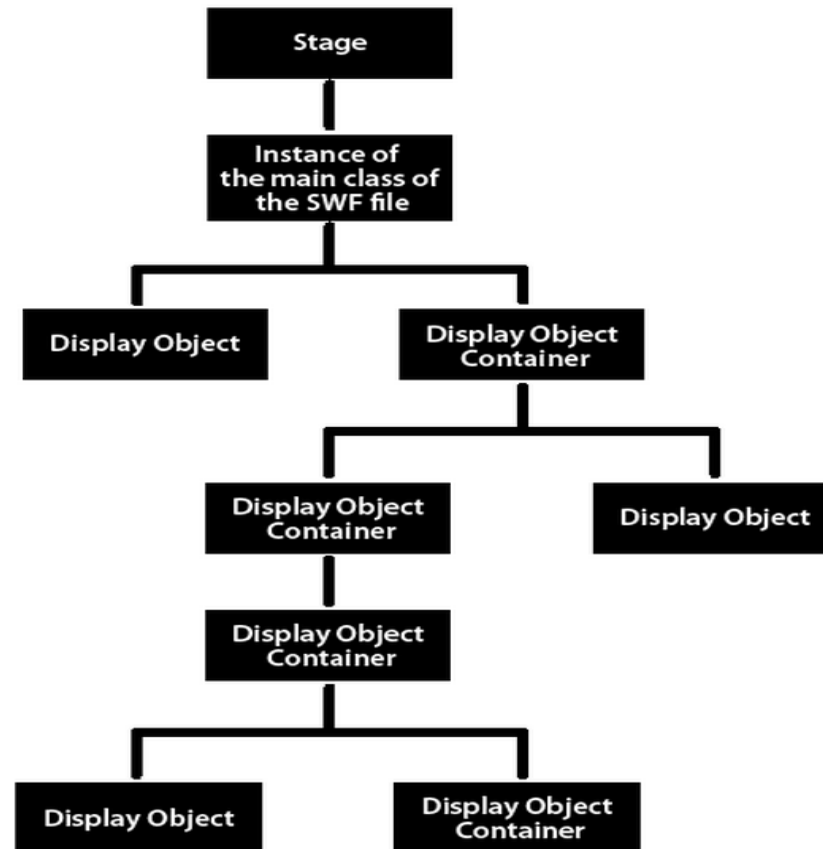 Stage
Instance of
the main class of
the SWF file
Display Object
Display Object
Container
Display Object
Container
Display Object
Display Object
Container
Display Object
Display Object
Container